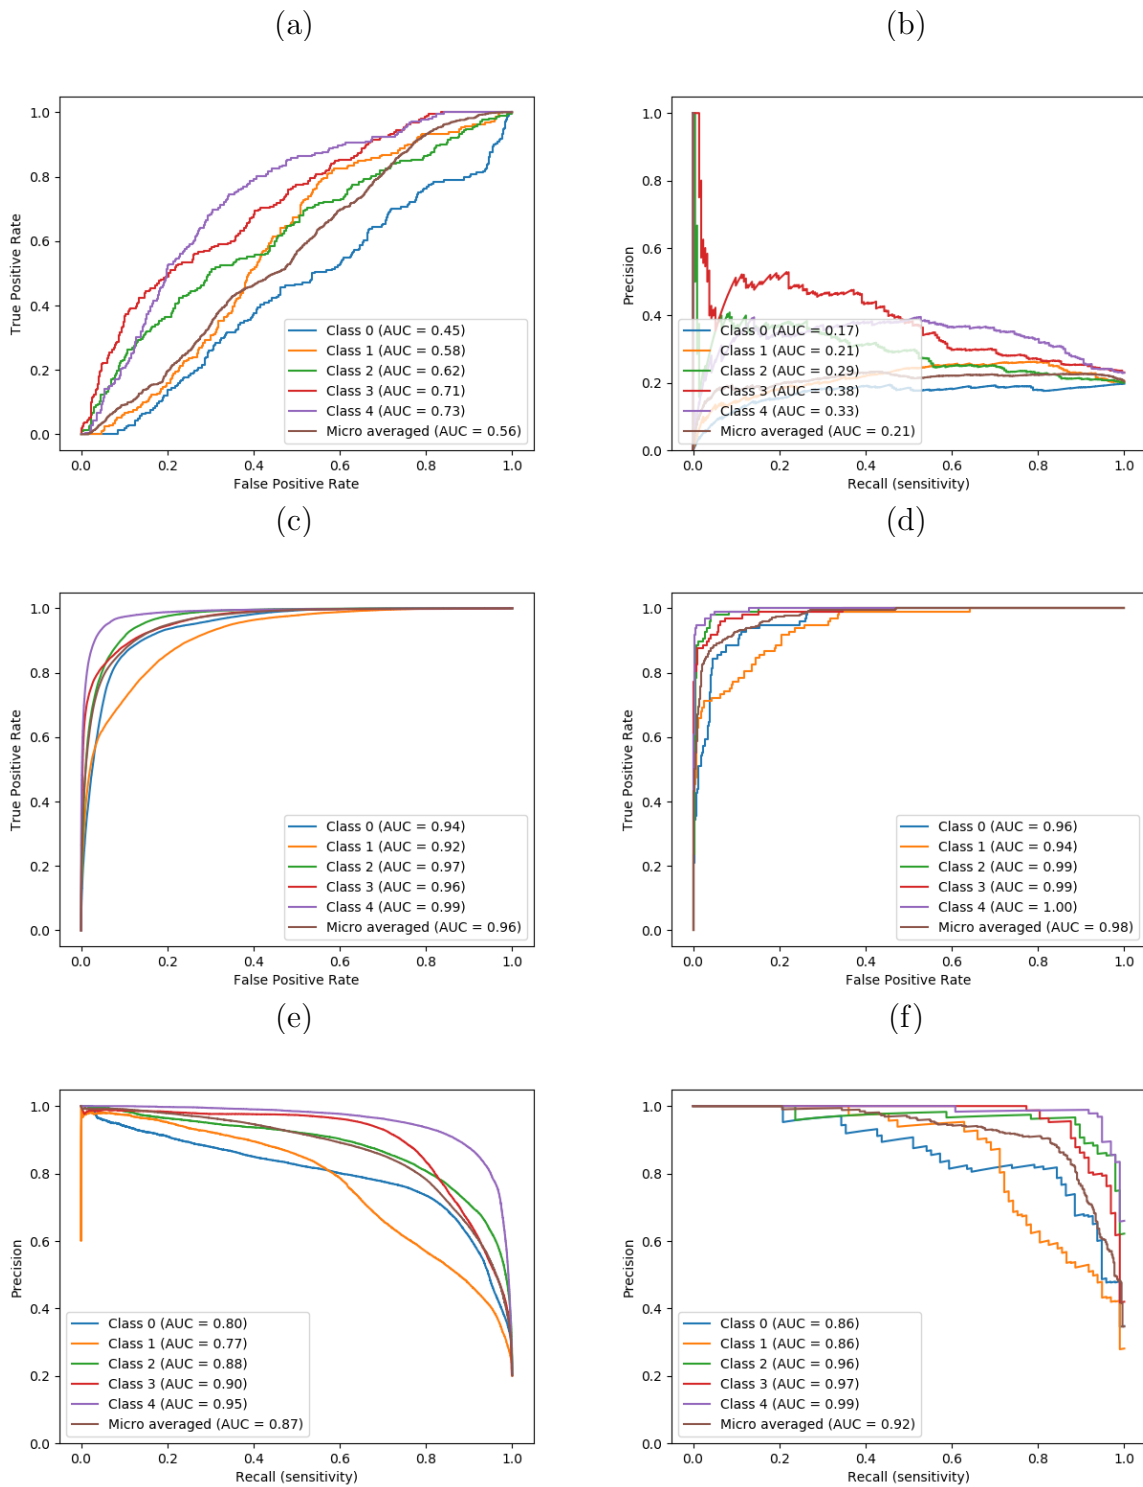 (a)
(b)
1.0
0.8
0.6
0.4
0.2
0.0
True Positive Rate
Class 0 (AUC = 0.45)
Class 1 (AUC = 0.58)
Class 2 (AUC = 0.62)
Class 3 (AUC = 0.71)
Class 4 (AUC = 0.73)
Micro averaged (AUC = 0.56)
0.0 0.2 0.4 0.6 0.8 1.0
False Positive Rate
1.0
0.8
0.6
0.4
0.2
0.0
Precision
Class 0 (AUC = 0.17)
Class 1 (AUC = 0.21)
Class 2 (AUC = 0.29)
Class 3 (AUC = 0.38)
Class 4 (AUC = 0.33)
Micro averaged (AUC = 0.21)
0.0 0.2 0.4 0.6 0.8 1.0
Recall (sensitivity)
(c)
(d)
1.0
0.8
0.6
0.4
0.2
0.0
True Positive Rate
Class 0 (AUC = 0.94)
Class 1 (AUC = 0.92)
Class 2 (AUC = 0.97)
Class 3 (AUC = 0.96)
Class 4 (AUC = 0.99)
Micro averaged (AUC = 0.96)
0.0 0.2 0.4 0.6 0.8 1.0
False Positive Rate
1.0
0.8
0.6
0.4
0.2
0.0
True Positive Rate
Class 0 (AUC = 0.96)
Class 1 (AUC = 0.94)
Class 2 (AUC = 0.99)
Class 3 (AUC = 0.99)
Class 4 (AUC = 1.00)
Micro averaged (AUC = 0.98)
0.0 0.2 0.4 0.6 0.8 1.0
False Positive Rate
(e)
(f)
1.0
0.8
0.6
0.4
0.2
0.0
Precision
Class 0 (AUC = 0.80)
Class 1 (AUC = 0.77)
Class 2 (AUC = 0.88)
Class 3 (AUC = 0.90)
Class 4 (AUC = 0.95)
Micro averaged (AUC = 0.87)
0.0 0.2 0.4 0.6 0.8 1.0
Recall (sensitivity)
1.0
0.8
0.6
0.4
0.2
0.0
Precision
Class 0 (AUC = 0.86)
Class 1 (AUC = 0.86)
Class 2 (AUC = 0.96)
Class 3 (AUC = 0.97)
Class 4 (AUC = 0.99)
Micro averaged (AUC = 0.92)
0.0 0.2 0.4 0.6 0.8 1.0
Recall (sensitivity)